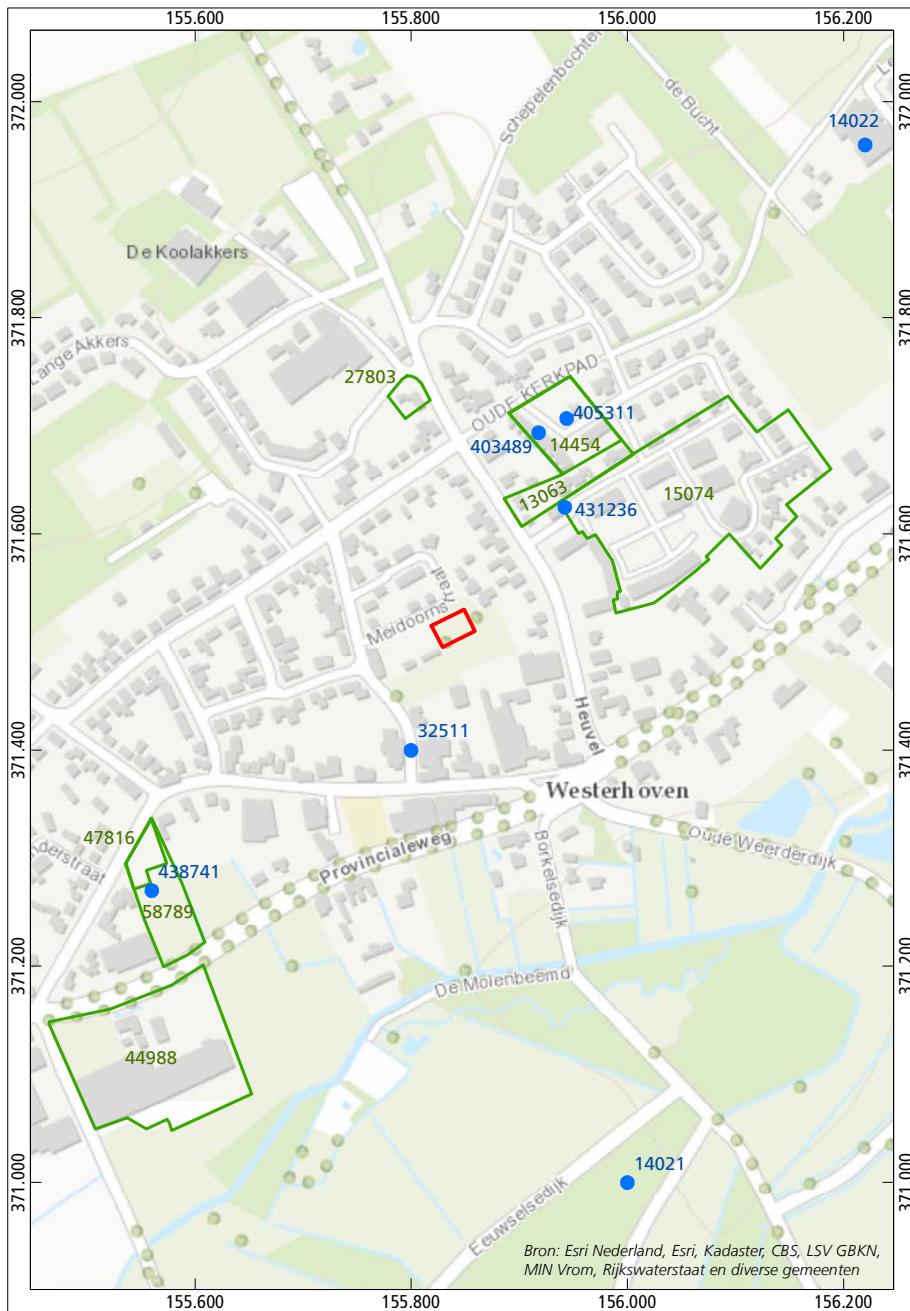 155.600 155.800 156.000 156.200
372.000
372.000
Schepelenbochten
de Bucht
14022
De Koolakkers
371.800
371.800
Lange Akkers
27803
OUDE KERKPAD
405311
403489
14454
13063
15074
431236
371.600
371.600
Meidoorns
traat
32511
Heuvel
371.400
371.400
Westerhoven
47816
Provincialeweg
Oude Weerderdijk
derstraat
438741
Borkelsedijk
58789
371.200
371.200
De Molenbeemd
44988
14021
371.000
371.000
Eeuwselsedijk
Bron: Esri Nederland, Esri, Kadaster, CBS, LSV GBKN,
MIN Vrom, Rijkswaterstaat en diverse gemeenten
155.600 155.800 156.000 156.200